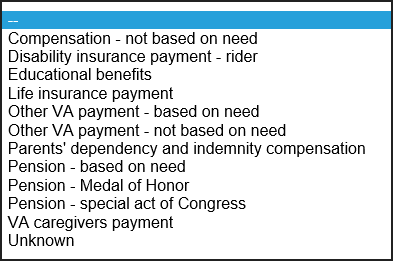 --
Compensation - not based on need
Disability insurance payment - rider
Educational benefits
Life insurance payment
Other VA payment - based on need
Other VA payment - not based on need
Parents' dependency and indemnity compensation
Pension - based on need
Pension - Medal of Honor
Pension - special act of Congress
VA caregivers payment
Unknown